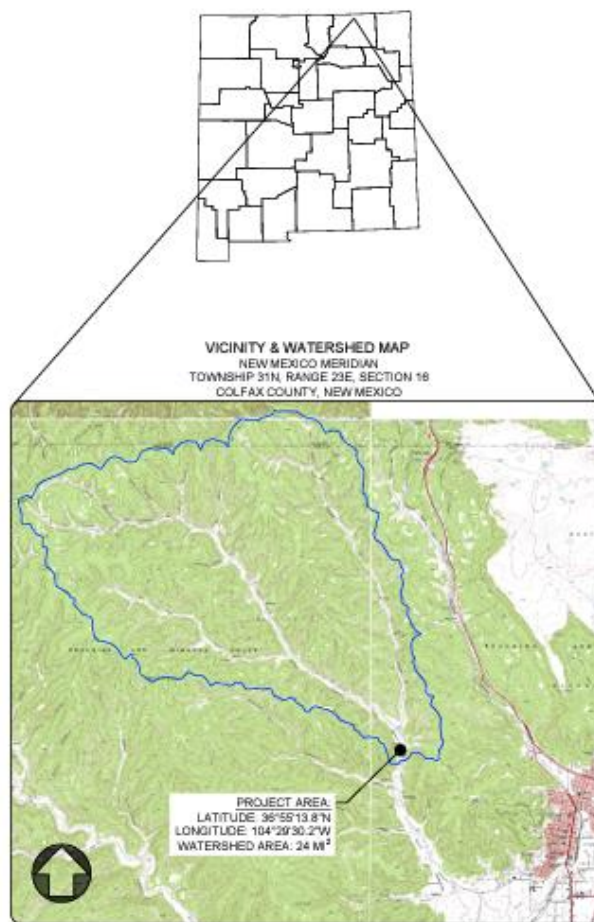 VICINITY & WATERSHED MAP
NEW MEXICO MERIDIAN
TOWNSHIP 31N, RANGE 23E, SECTION 16
COLFAX COUNTY, NEW MEXICO
PROJECT AREA:
LATITUDE: 36°55'13.8"N
LONGITUDE: 104°29'30.2"W
WATERSHED AREA: 24 MI²